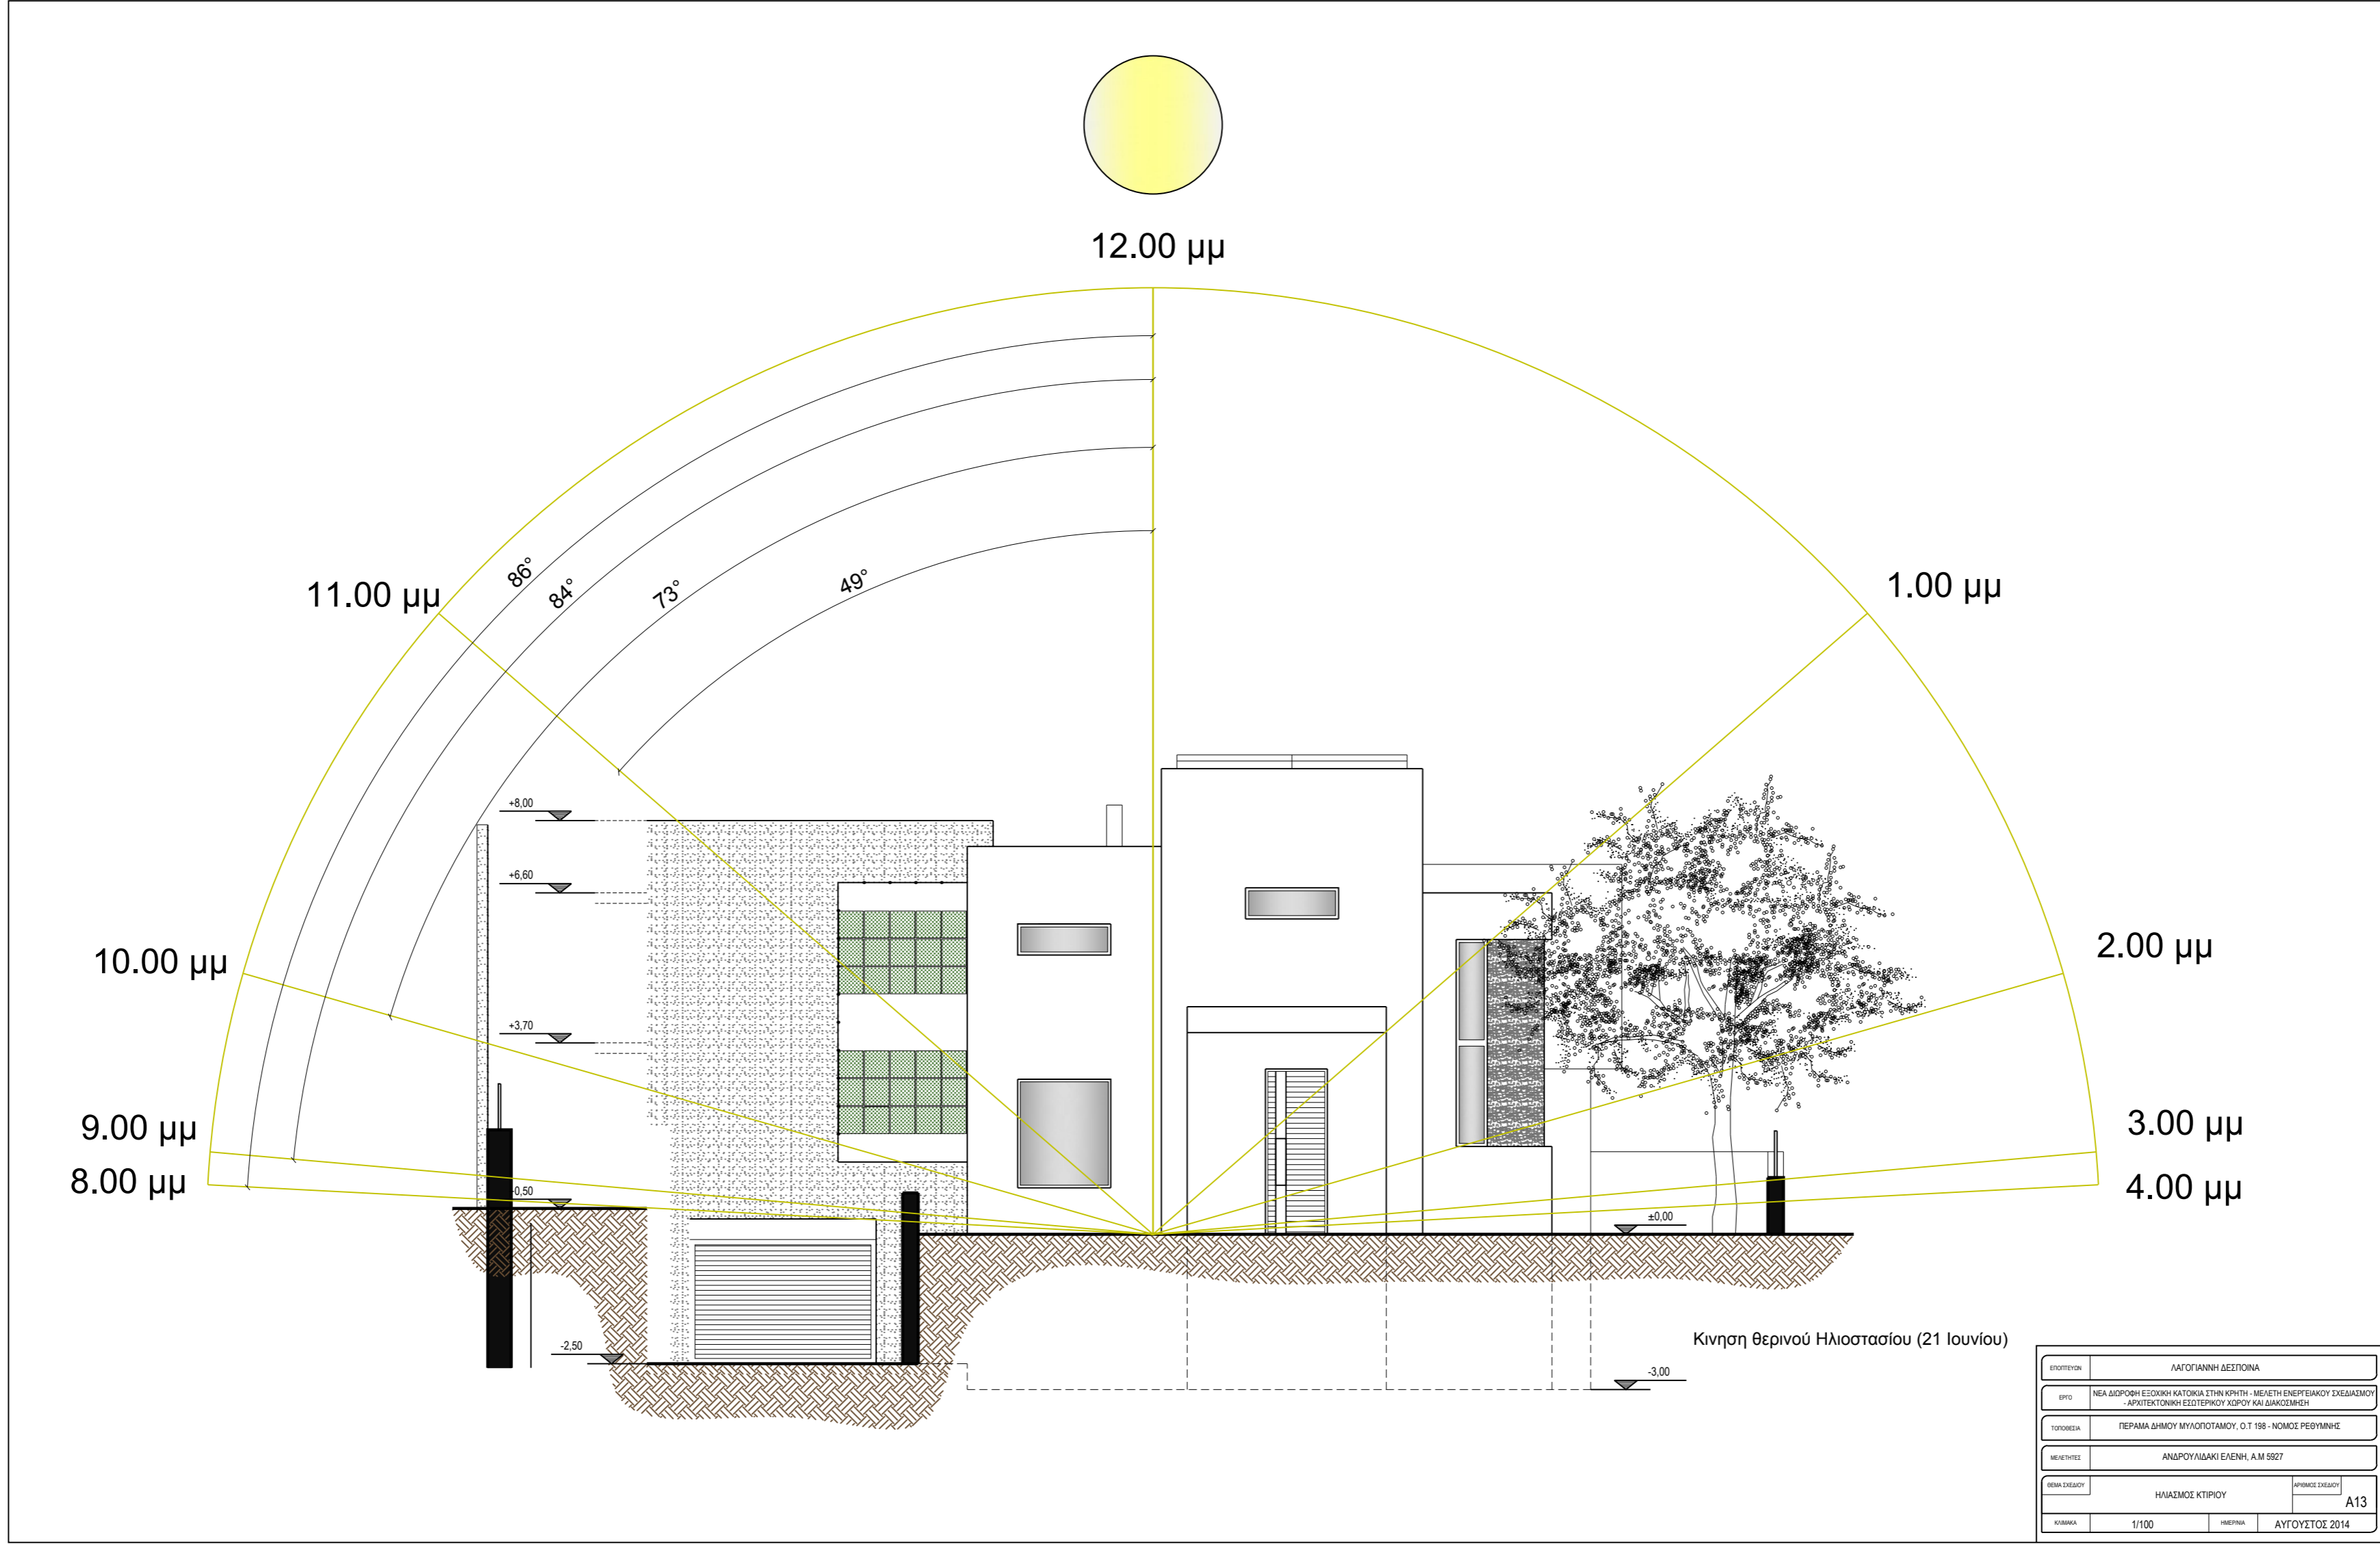 12.00 μμ
11.00 μμ
1.00 μμ
86°
84°
73°
49°
10.00 μμ
2.00 μμ
9.00 μμ
3.00 μμ
8.00 μμ
4.00 μμ
+8,00
+6,60
+3,70
-0,50
±0,00
-2,50
-3,00
Κινηση θερινού Ηλιοστασίου (21 Ιουνίου)
ΕΠΟΠΤΕΥΩΝ
ΛΑΓΟΓΙΑΝΝΗ ΔΕΣΠΟΙΝΑ
ΕΡΓΟ
ΝΕΑ ΔΙΩΡΟΦΗ ΕΞΟΧΙΚΗ ΚΑΤΟΙΚΙΑ ΣΤΗΝ ΚΡΗΤΗ - ΜΕΛΕΤΗ ΕΝΕΡΓΕΙΑΚΟΥ ΣΧΕΔΙΑΣΜΟΥ
- ΑΡΧΙΤΕΚΤΟΝΙΚΗ ΕΣΩΤΕΡΙΚΟΥ ΧΩΡΟΥ ΚΑΙ ΔΙΑΚΟΣΜΗΣΗ
ΤΟΠΟΘΕΣΙΑ
ΠΕΡΑΜΑ ΔΗΜΟΥ ΜΥΛΟΠΟΤΑΜΟΥ, Ο.Τ 198 - ΝΟΜΟΣ ΡΕΘΥΜΝΗΣ
ΜΕΛΕΤΗΤΕΣ
ΑΝΔΡΟΥΛΙΔΑΚΙ ΕΛΕΝΗ, Α.Μ 5927
ΘΕΜΑ ΣΧΕΔΙΟΥ
ΗΛΙΑΣΜΟΣ ΚΤΙΡΙΟΥ
ΑΡΙΘΜΟΣ ΣΧΕΔΙΟΥ
Α13
ΚΛΙΜΑΚΑ
1/100
ΗΜΕΡ/ΝΙΑ
ΑΥΓΟΥΣΤΟΣ 2014